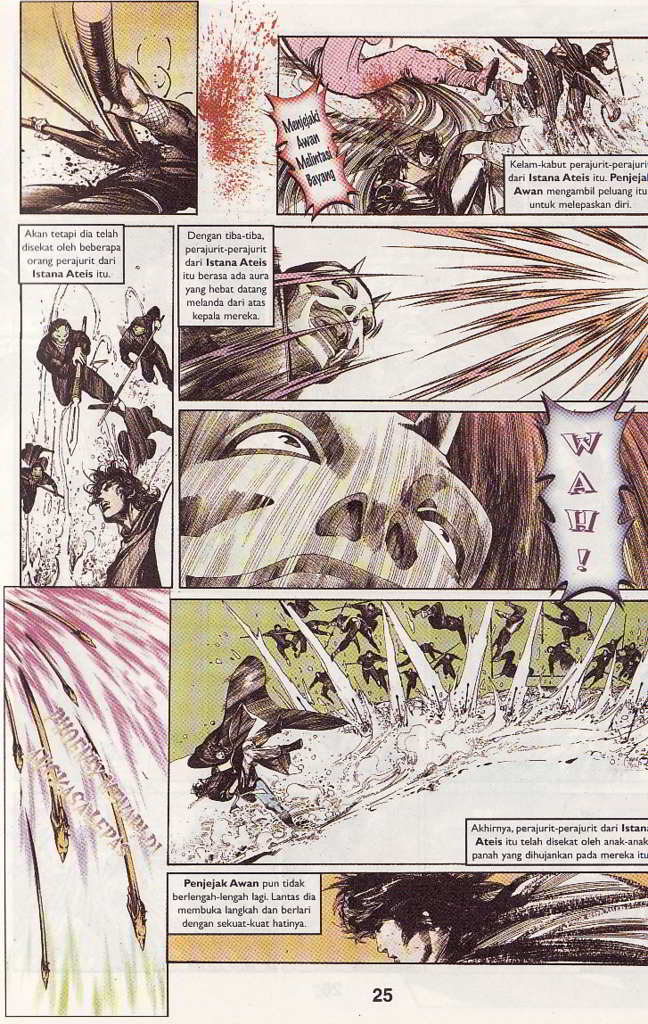 Menjejaki
Awan
Melintasi
Bayang
Kelam-kabut perajurit-perajurit
dari Istana Ateis itu. Penjejak
Awan mengambil peluang itu
untuk melepaskan diri.
Akan tetapi dia telah
disekat oleh beberapa
orang perajurit dari
Istana Ateis itu.
Dengan tiba-tiba,
perajurit-perajurit
dari Istana Ateis
itu berasa ada aura
yang hebat datang
melanda dari atas
kepala mereka.
WAH!
Akhirnya, perajurit-perajurit dari Istana
Ateis itu telah disekat oleh anak-anak
panah yang dihujankan pada mereka itu.
Penjejak Awan pun tidak
berlengah-lengah lagi. Lantas dia
membuka langkah dan berlari
dengan sekuat-kuat hatinya.
25